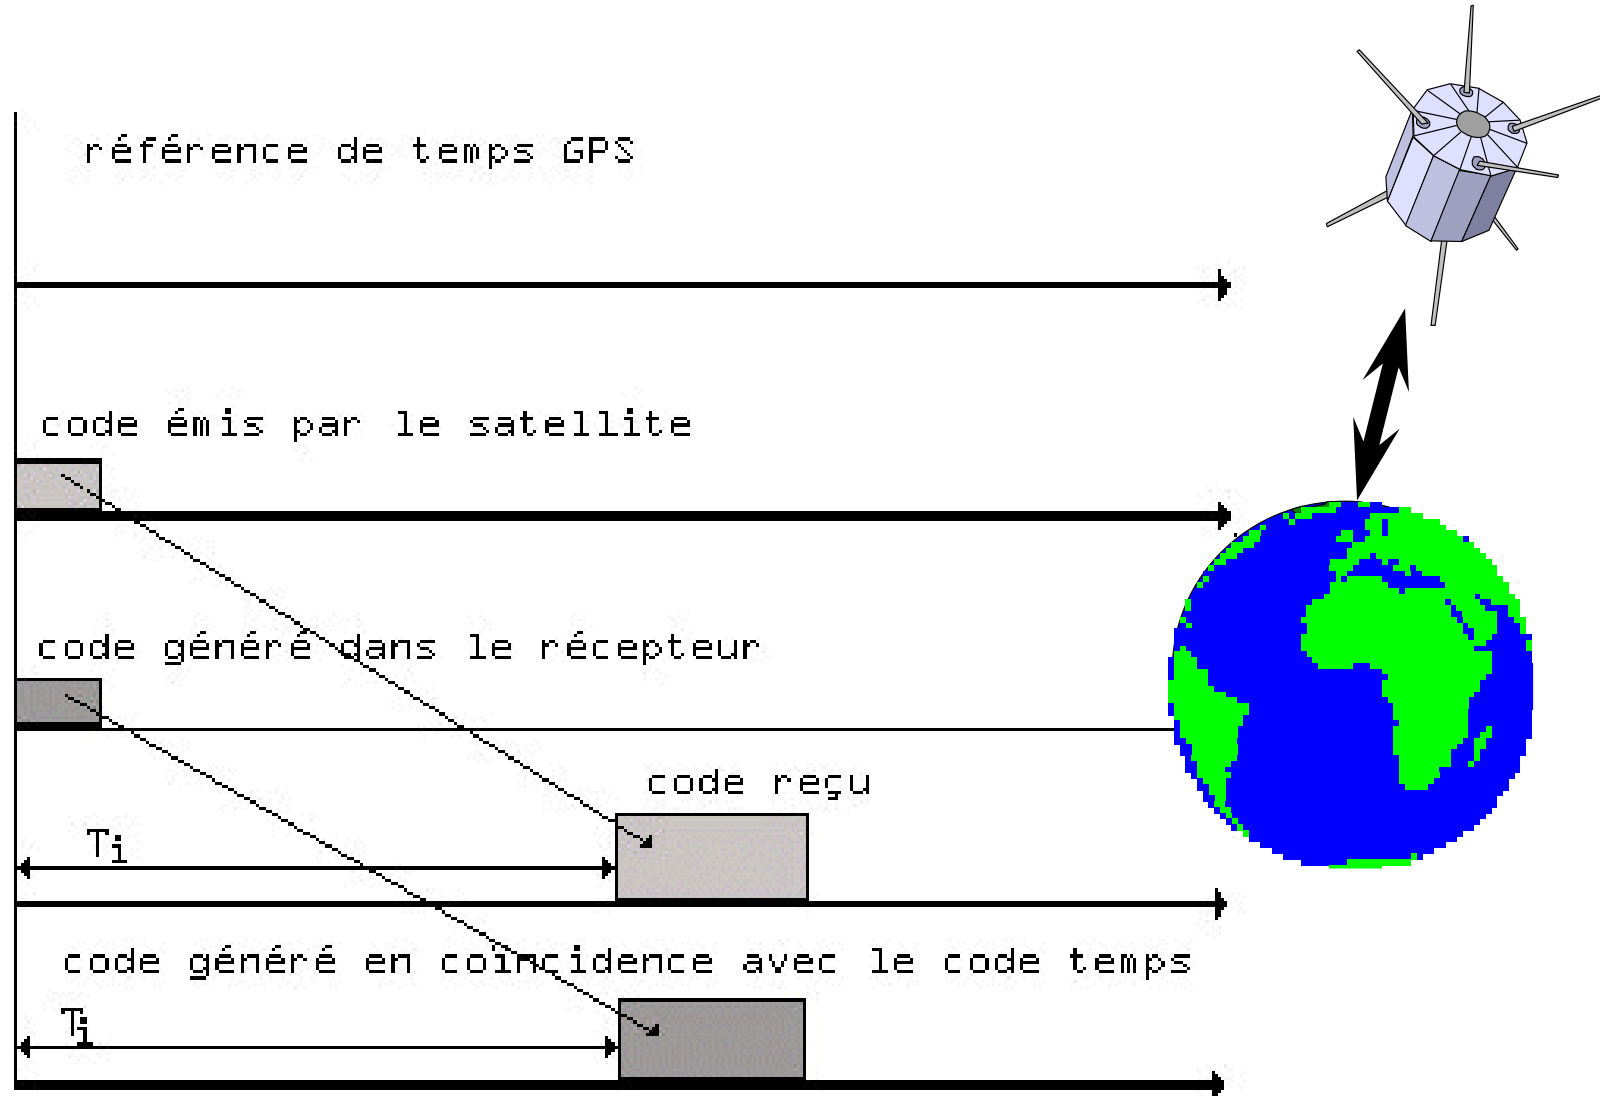 référence de temps GPS
code émis par le satellite
code généré dans le récepteur
code reçu
Ti
code généré en coïncidence avec le code temps
Ti